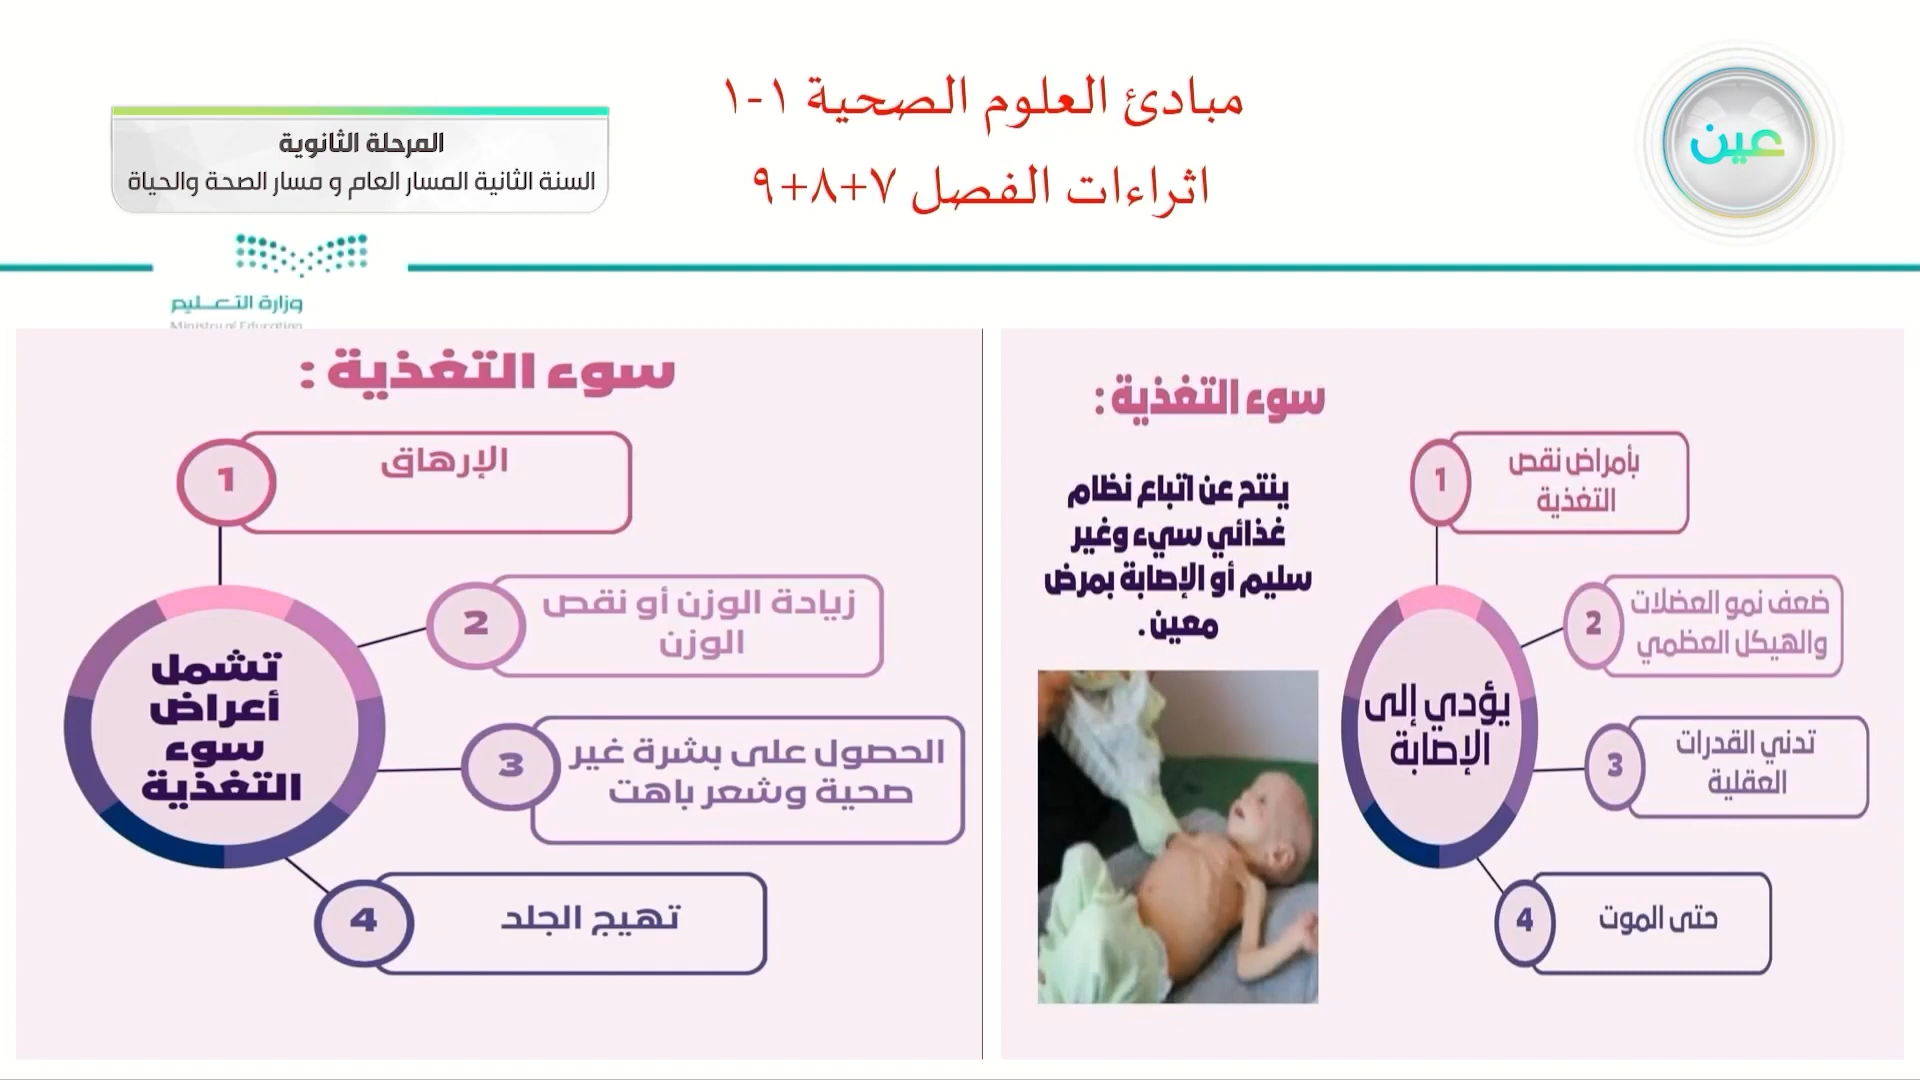 مبادئ العلوم الصحية ١-١
اثراءات الفصل ٧+٨+٩
عين
المرحلة الثانوية
السنة الثانية المسار العام و مسار الصحة والحياة
وزارة التعليم
Ministry of Education
سوء التغذية :
ينتج عن اتباع نظام
غذائي سيء وغير
سليم أو الإصابة بمرض
معين .
يؤدي إلى
الإصابة
1
بأمراض نقص
التغذية
2
ضعف نمو العضلات
والهيكل العظمي
3
تدني القدرات
العقلية
4
حتى الموت
سوء التغذية :
تشمل
أعراض
سوء
التغذية
1
الإرهاق
2
زيادة الوزن أو نقص
الوزن
3
الحصول على بشرة غير
صحية وشعر باهت
4
تهيج الجلد